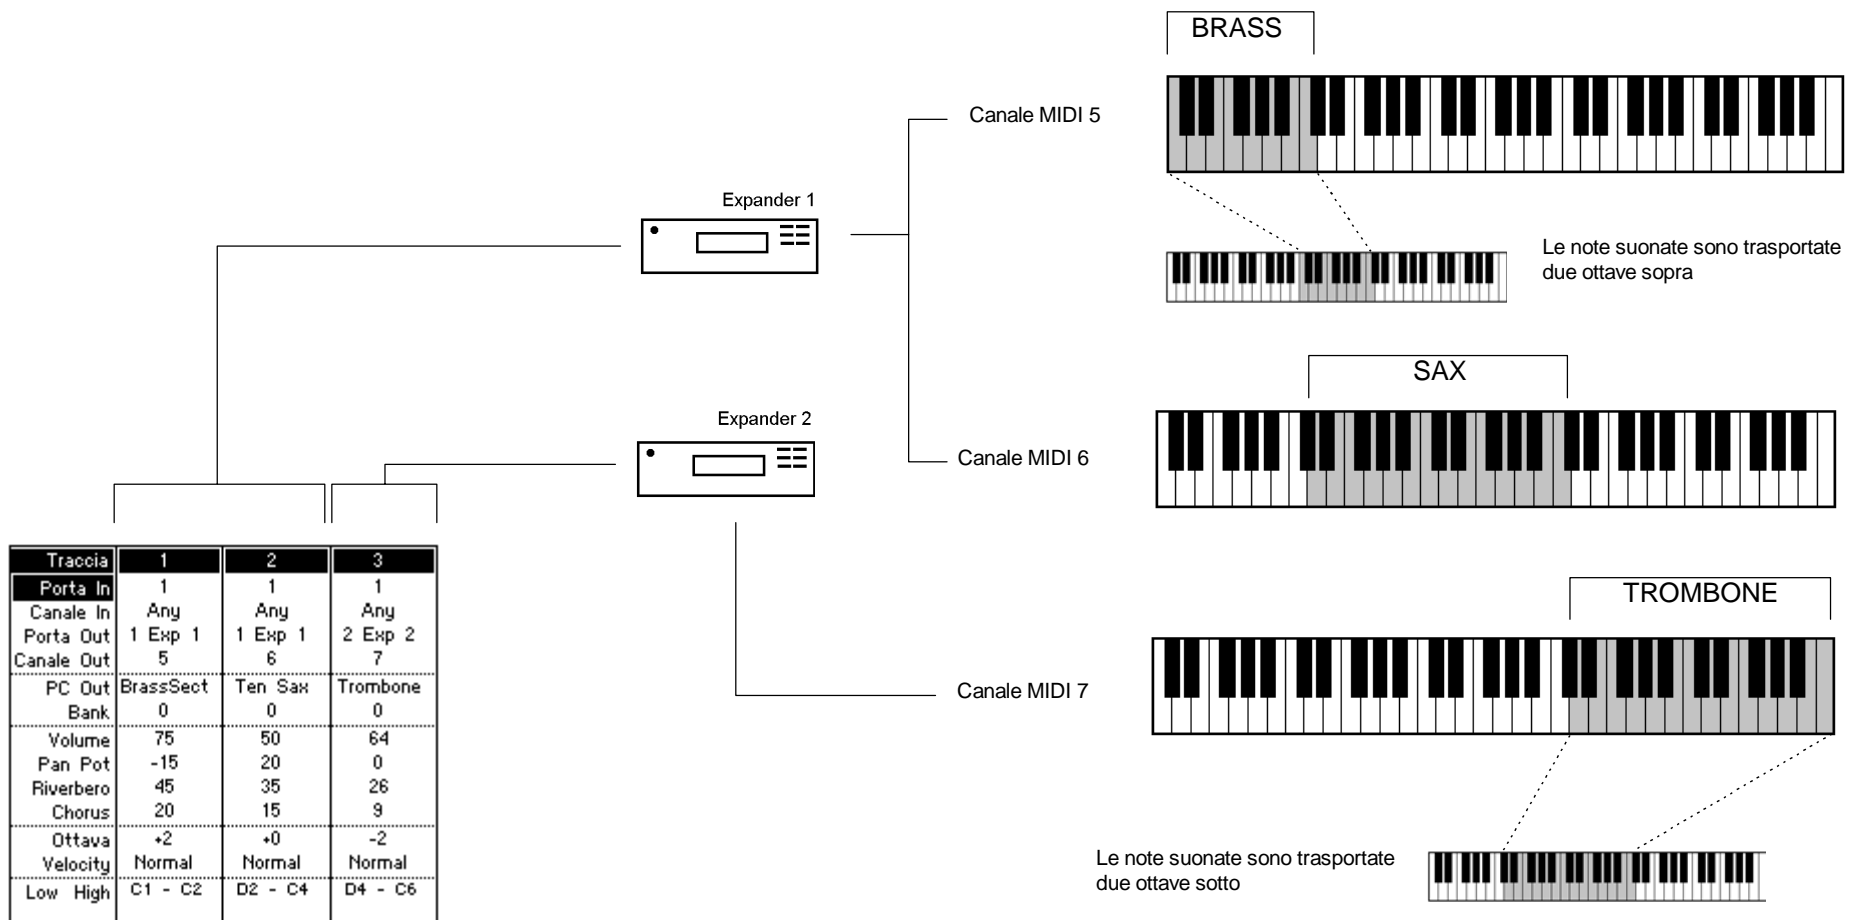 BRASS
Canale MIDI 5
Expander 1
Le note suonate sono trasportate
due ottave sopra
SAX
Expander 2
Canale MIDI 6
TROMBONE
Canale MIDI 7
Le note suonate sono trasportate
due ottave sotto
Traccia 1 2 3
Porta In 1 1 1
Canale In Any Any Any
Porta Out 1 Exp 1 1 Exp 1 2 Exp 2
Canale Out 5 6 7
PC Out BrassSect Ten Sax Trombone
Bank 0 0 0
Volume 75 50 64
Pan Pot -15 20 0
Riverbero 45 35 26
Chorus 20 15 9
Ottava +2 +0 -2
Velocity Normal Normal Normal
Low High C1 - C2 D2 - C4 D4 - C6